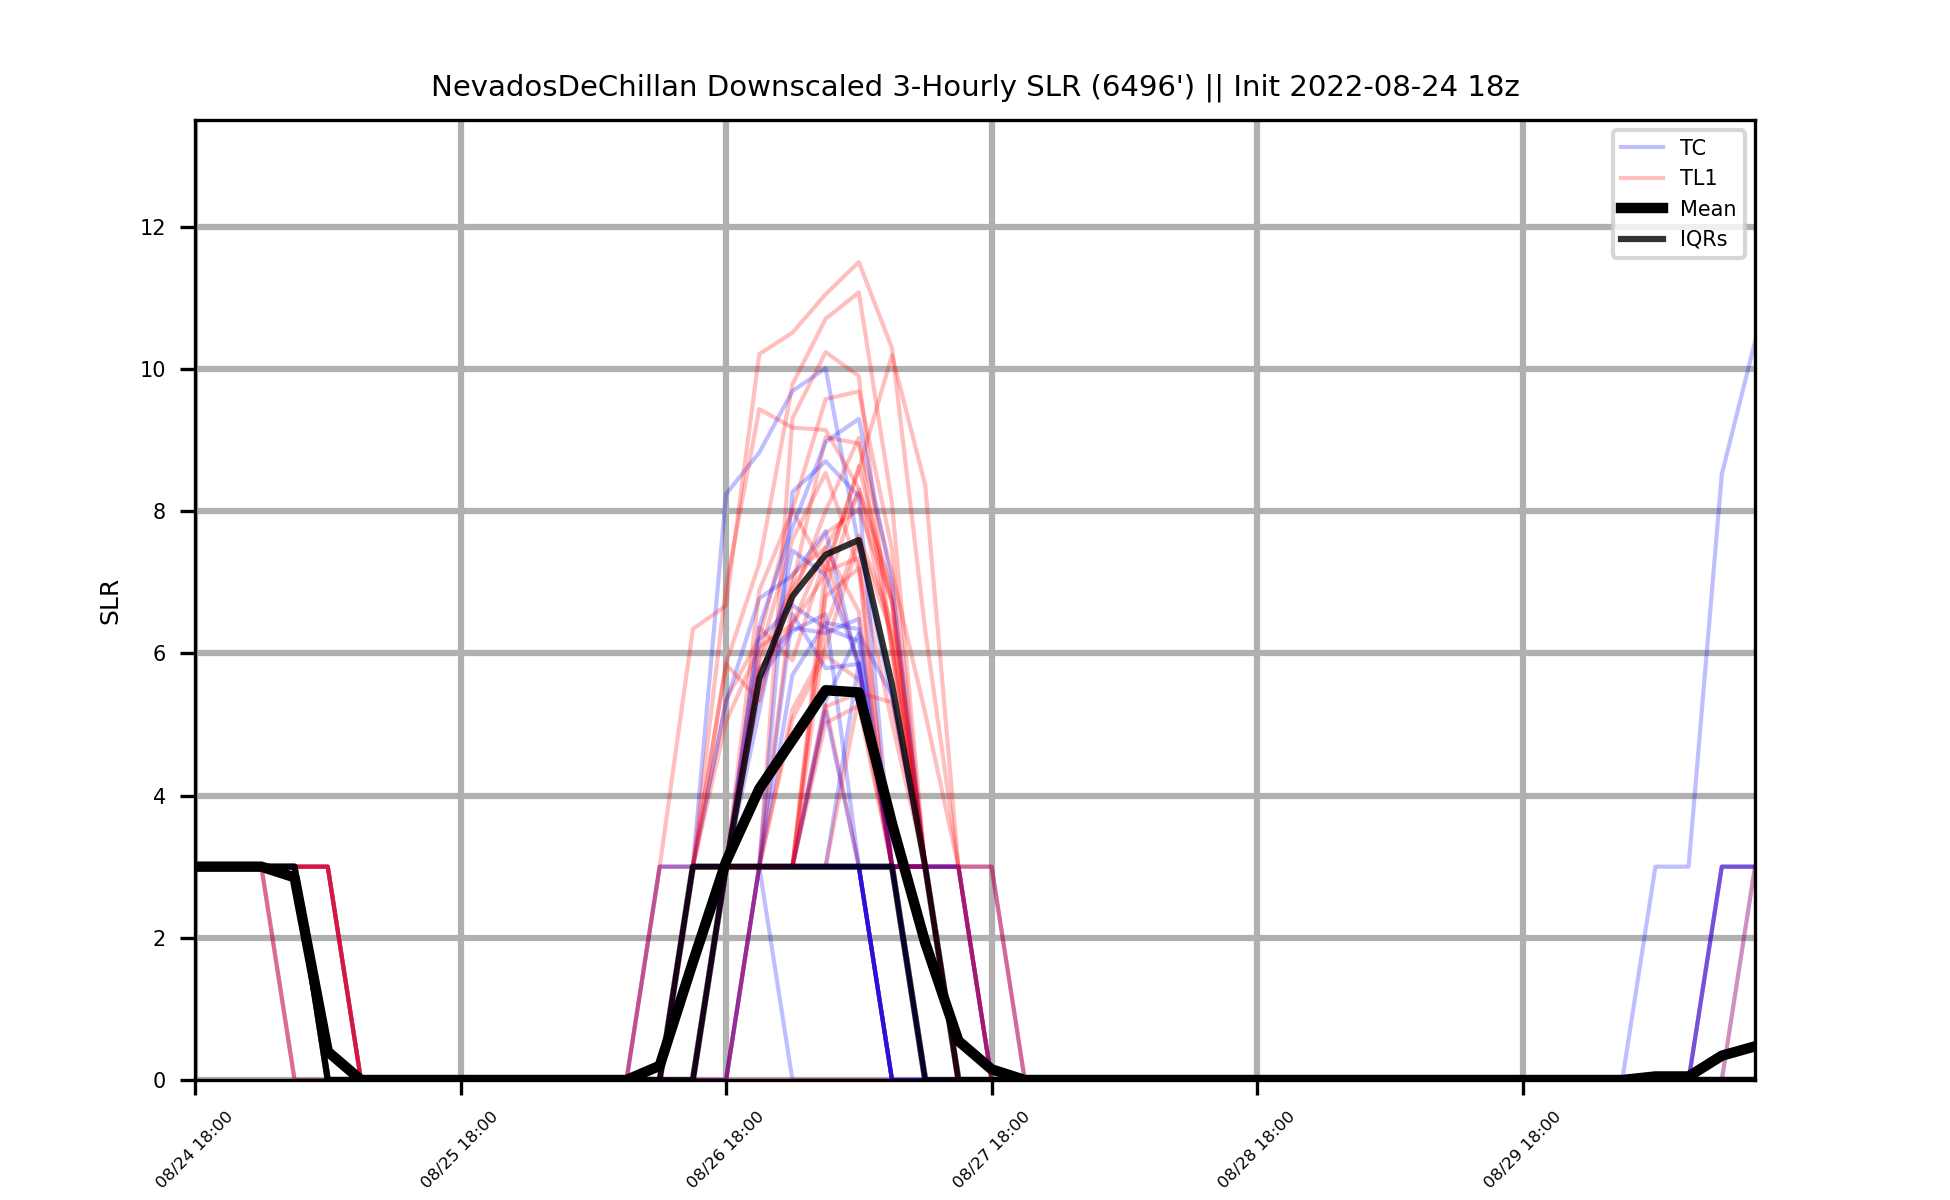 NevadosDeChillan Downscaled 3-Hourly SLR (6496') || Init 2022-08-24 18z
TC
TL1
Mean
IQRs
SLR
12
10
8
6
4
2
0
08/24 18:00
08/25 18:00
08/26 18:00
08/27 18:00
08/28 18:00
08/29 18:00